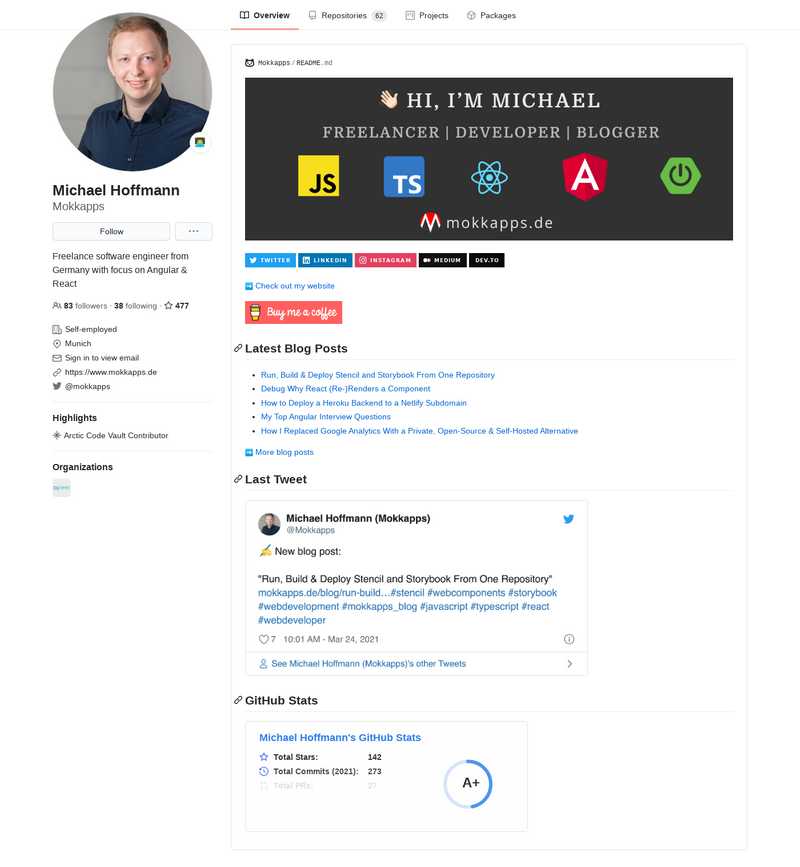 Overview
Repositories 62
Projects
Packages
Michael Hoffmann
Mokkapps
Follow
Freelance software engineer from
Germany with focus on Angular &
React
83 followers · 38 following · 477
Self-employed
Munich
Sign in to view email
https://www.mokkapps.de
@mokkapps
Highlights
Arctic Code Vault Contributor
Organizations
Mokkapps/README.md
👋🏻 HI, I'M MICHAEL
FREELANCER | DEVELOPER | BLOGGER
JS
TS
A
mokkapps.de
TWITTER
LINKEDIN
INSTAGRAM
MEDIUM
DEV.TO
➡️ Check out my website
Buy me a coffee
Latest Blog Posts
• Run, Build & Deploy Stencil and Storybook From One Repository
• Debug Why React (Re-)Renders a Component
• How to Deploy a Heroku Backend to a Netlify Subdomain
• My Top Angular Interview Questions
• How I Replaced Google Analytics With a Private, Open-Source & Self-Hosted Alternative
➡️ More blog posts
Last Tweet
Michael Hoffmann (Mokkapps)
@Mokkapps
✍️ New blog post:
"Run, Build & Deploy Stencil and Storybook From One Repository"
mokkapps.de/blog/run-build…#stencil #webcomponents #storybook
#webdevelopment #mokkapps_blog #javascript #typescript #react
#webdeveloper
7 10:01 AM - Mar 24, 2021
See Michael Hoffmann (Mokkapps)'s other Tweets
GitHub Stats
Michael Hoffmann's GitHub Stats
Total Stars: 142
Total Commits (2021): 273
Total PRs: 27
A+